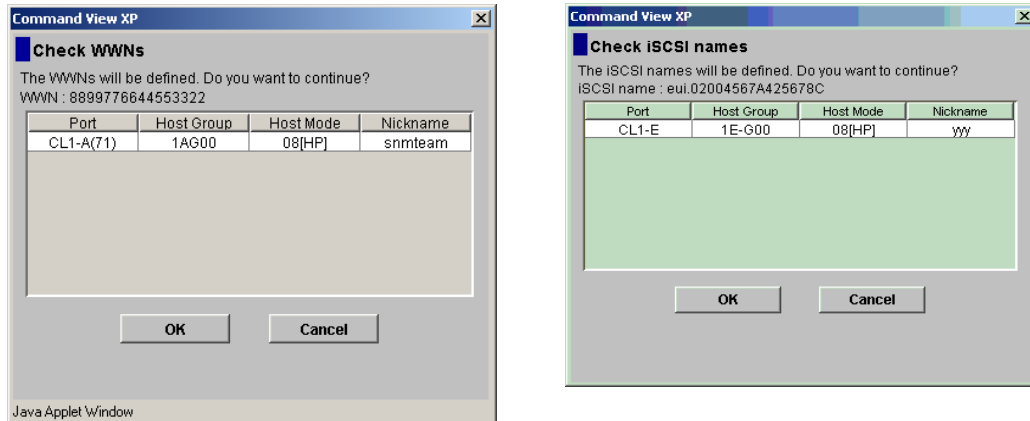 Command View XP
Check WWNs
The WWNs will be defined. Do you want to continue?
WWN : 8899776644553322
Port Host Group Host Mode Nickname
CL1-A(71) 1AG00 08[HP] snmteam
OK Cancel
Java Applet Window
Command View XP
Check iSCSI names
The iSCSI names will be defined. Do you want to continue?
iSCSI name : eui.02004567A425678C
Port Host Group Host Mode Nickname
CL1-E 1E-G00 08[HP] yyy
OK Cancel